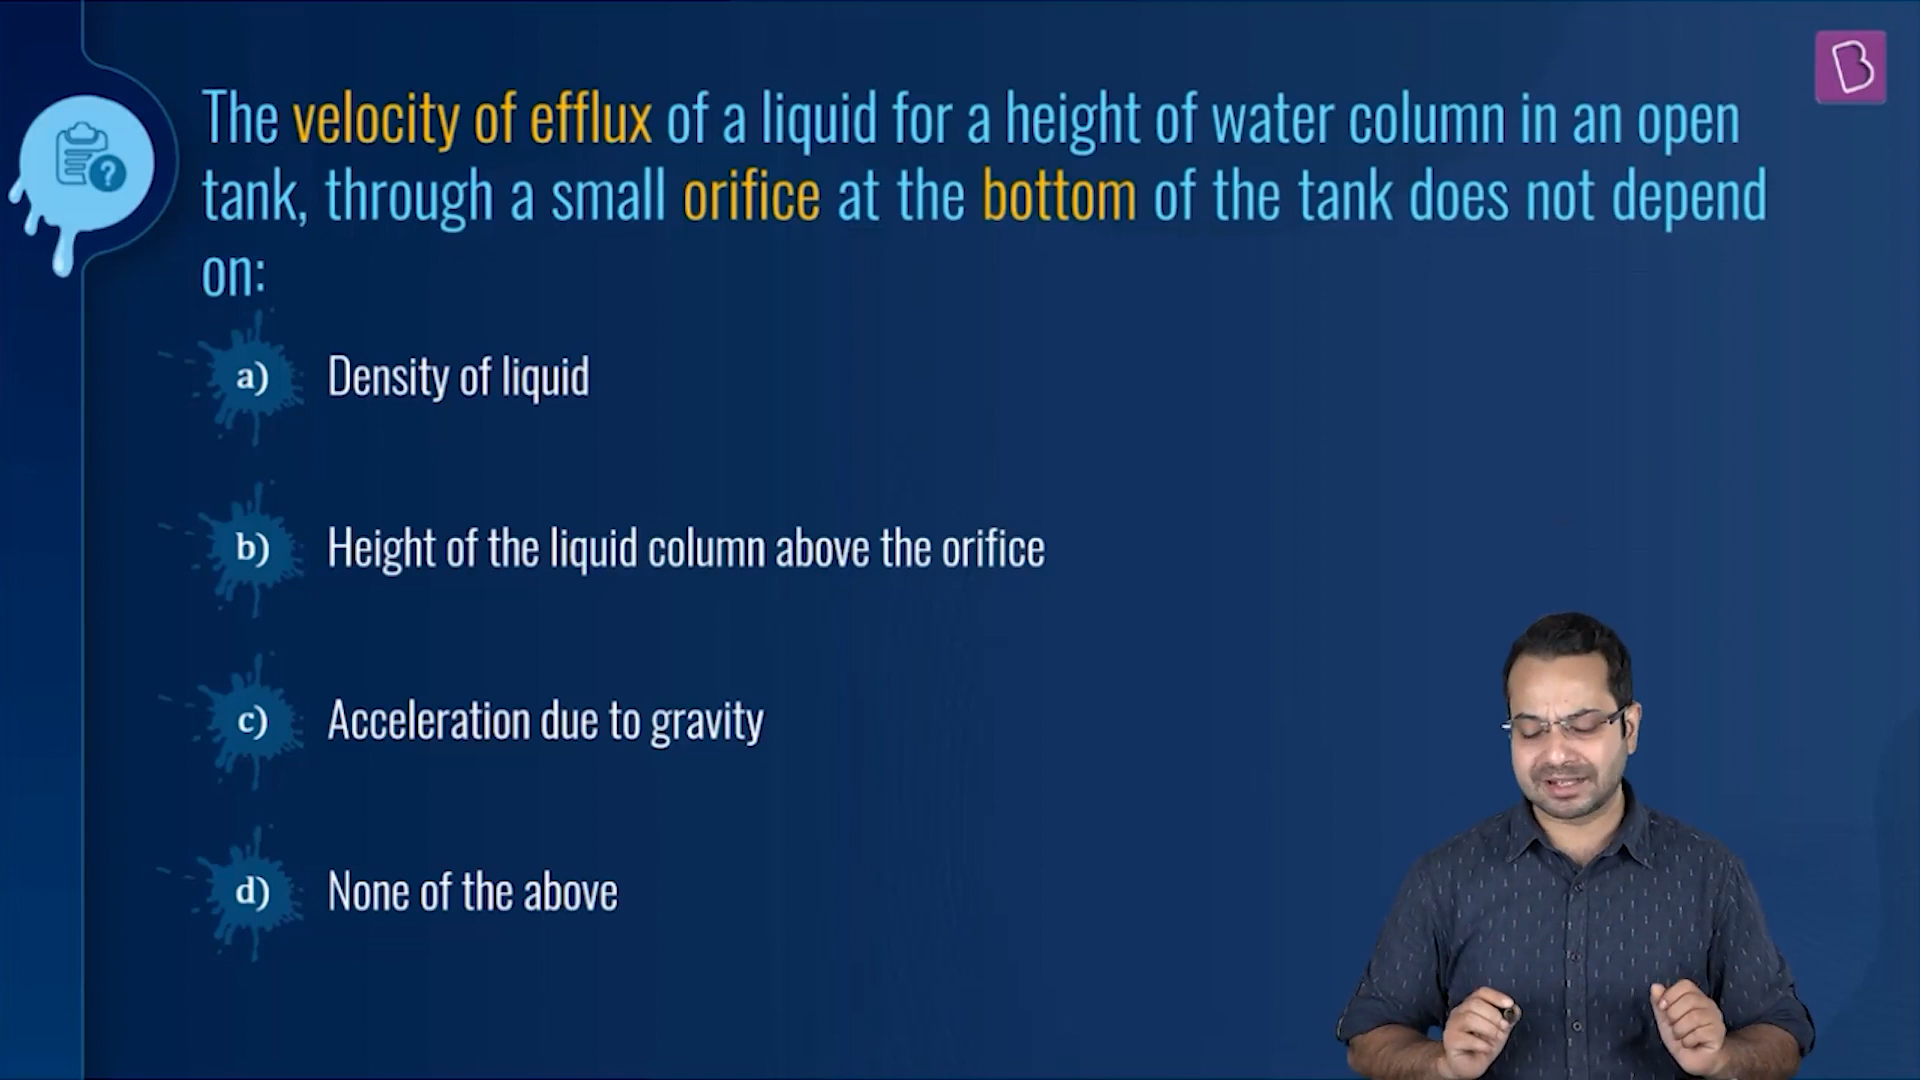 The velocity of efflux of a liquid for a height of water column in an open
tank, through a small orifice at the bottom of the tank does not depend
on:
a) Density of liquid
b) Height of the liquid column above the orifice
c) Acceleration due to gravity
d) None of the above
?
B